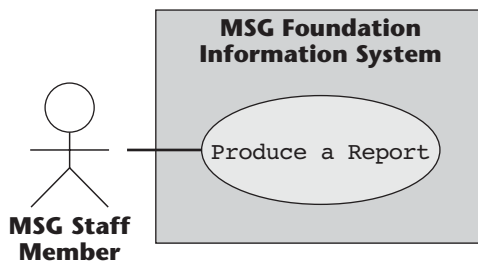 MSG Foundation
Information System
Produce a Report
MSG Staff
Member